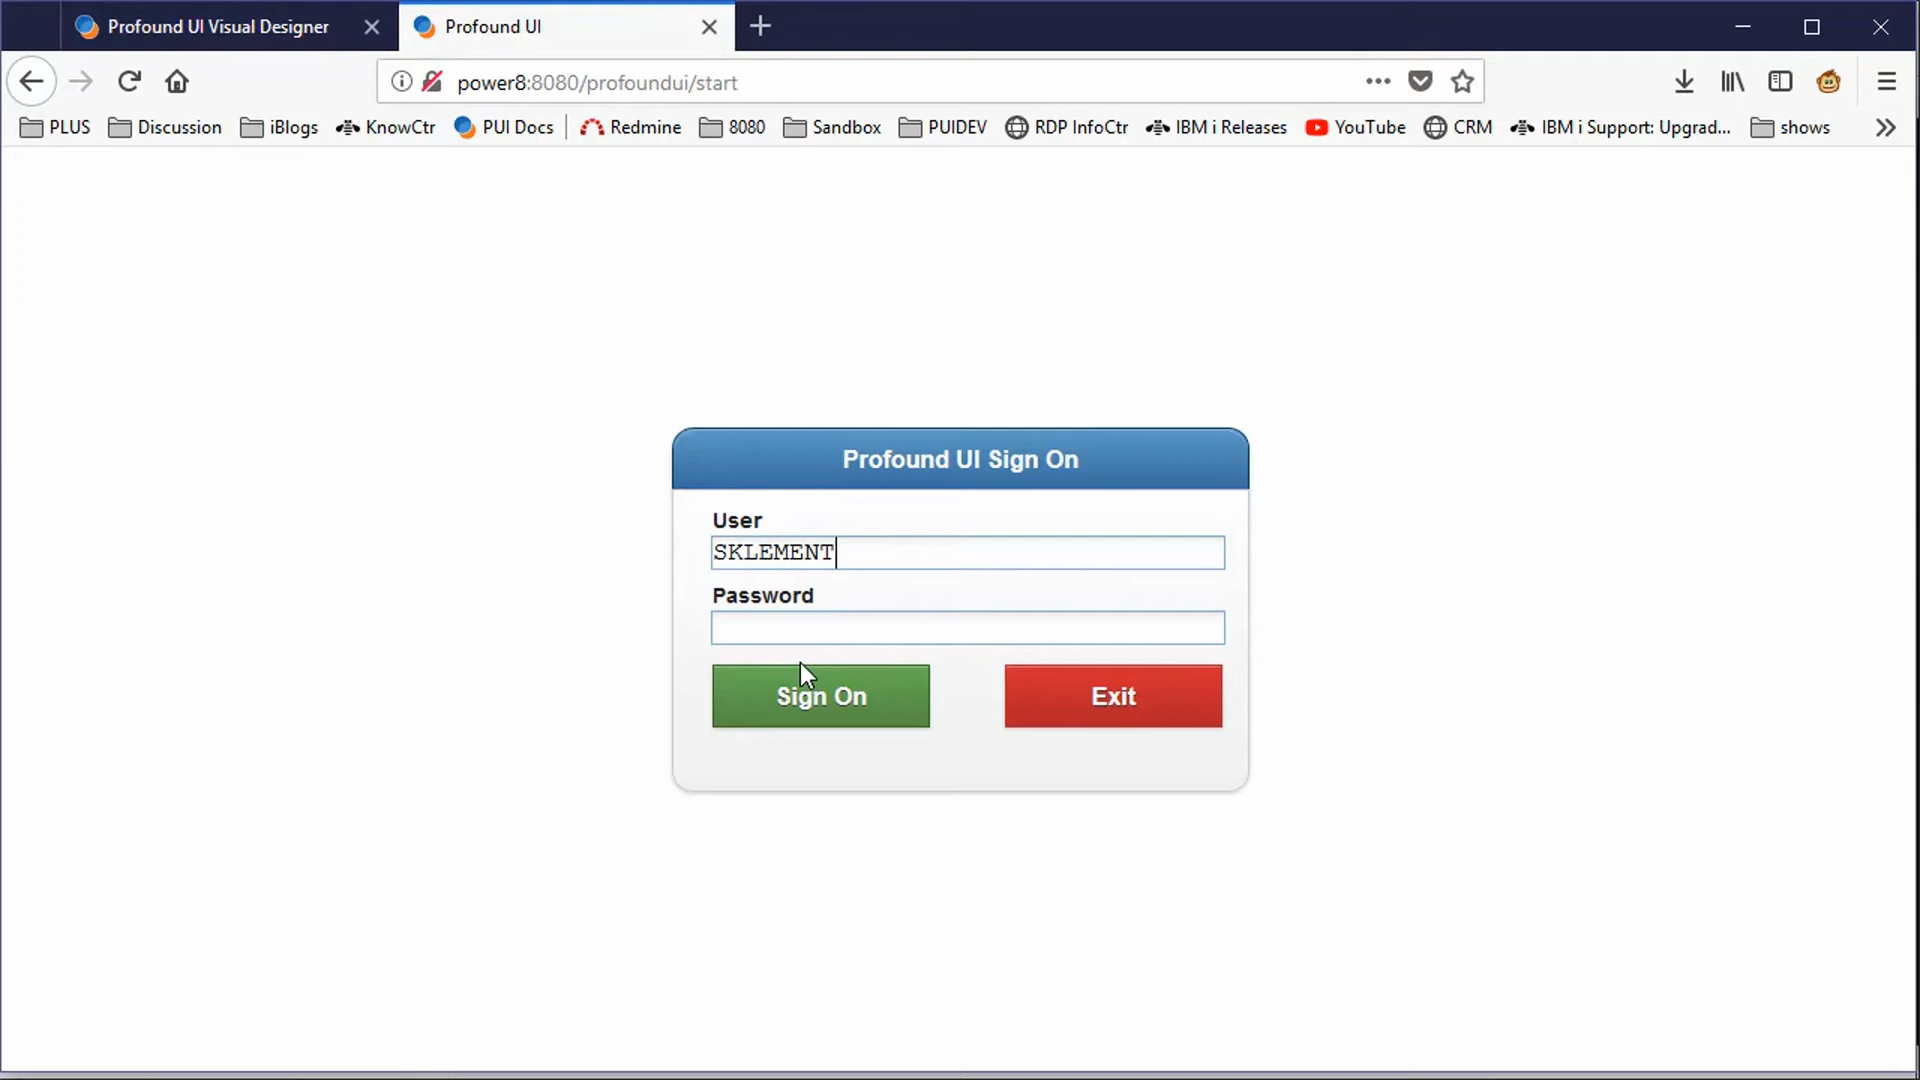 Profound UI Visual Designer
Profound UI
power8:8080/profoundui/start
PLUS Discussion iBlogs KnowCtr PUI Docs Redmine 8080 Sandbox PUIDEV RDP InfoCtr IBM i Releases YouTube CRM IBM i Support: Upgrad... shows
Profound UI Sign On
User
SKLEMENT
Password
Sign On Exit